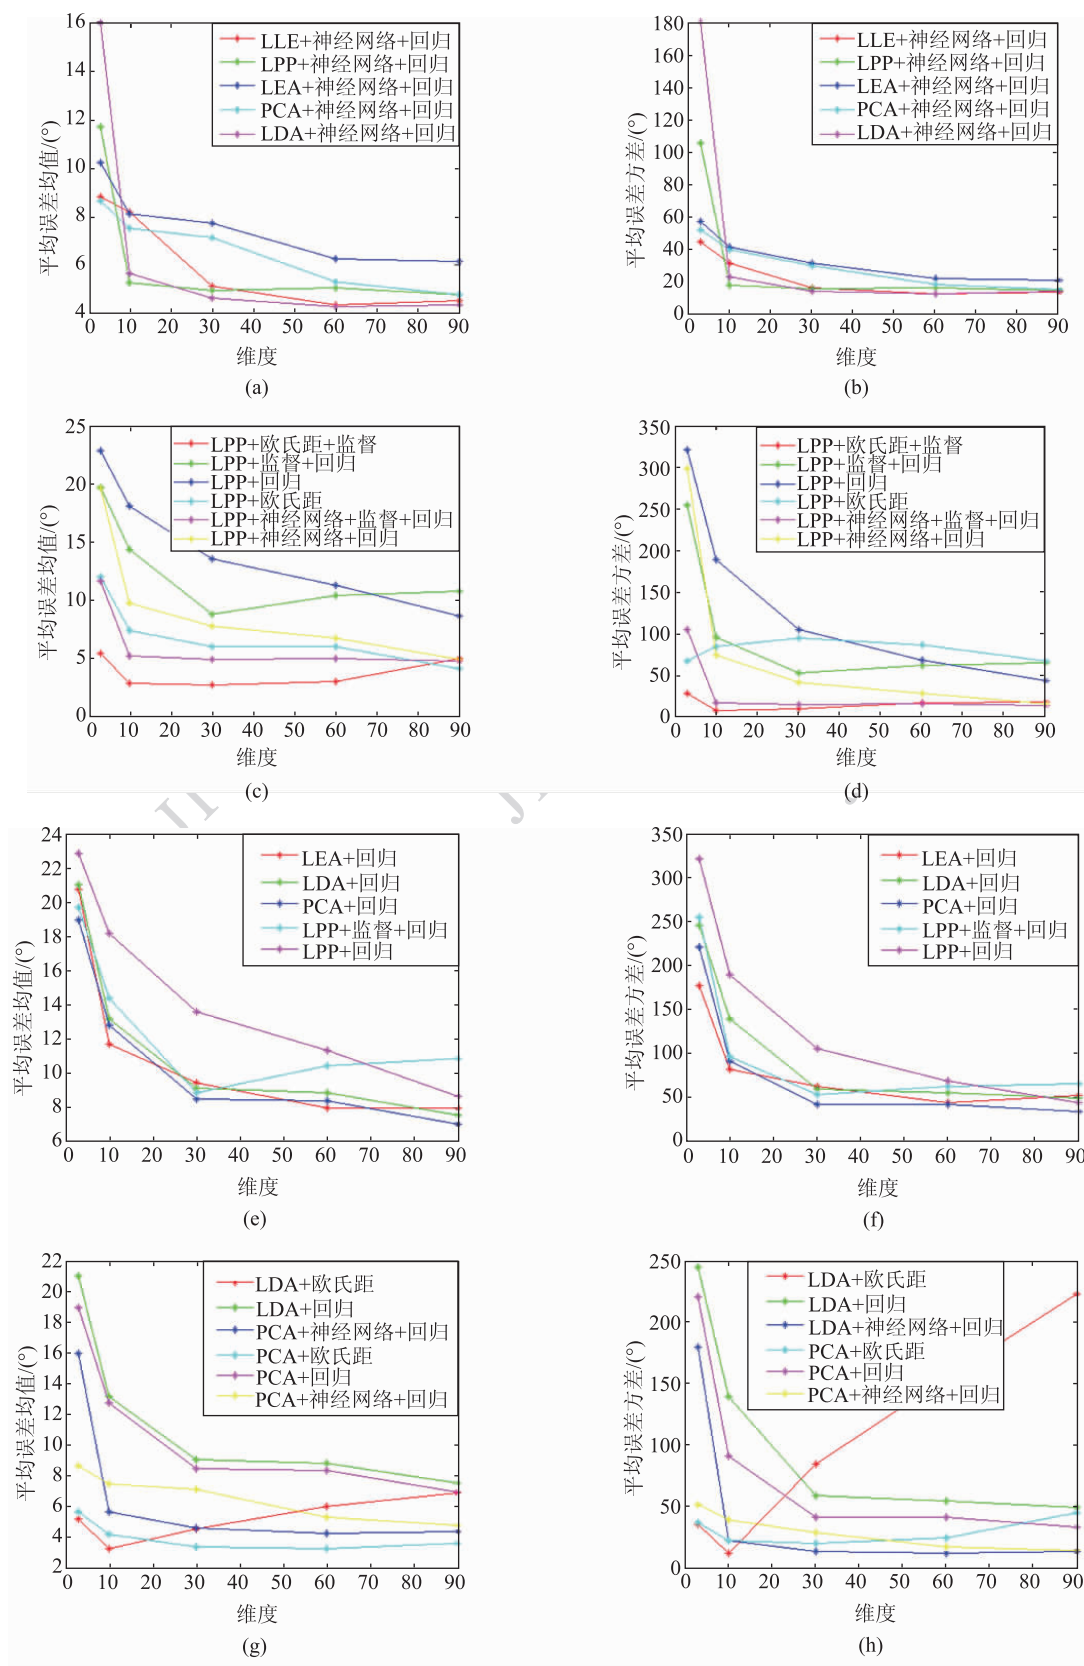 16
14
12
10
8
6
4
0 10 20 30 40 50 60 70 80 90
平均误差均值/(°)
维度
LLE+神经网络+回归
LPP+神经网络+回归
LEA+神经网络+回归
PCA+神经网络+回归
LDA+神经网络+回归
(a)
180
160
140
120
100
80
60
40
20
0
0 10 20 30 40 50 60 70 80 90
平均误差方差/(°)
维度
LLE+神经网络+回归
LPP+神经网络+回归
LEA+神经网络+回归
PCA+神经网络+回归
LDA+神经网络+回归
(b)
25
20
15
10
5
0
0 10 20 30 40 50 60 70 80 90
平均误差均值/(°)
维度
LPP+欧氏距+监督
LPP+监督+回归
LPP+回归
LPP+欧氏距
LPP+神经网络+监督+回归
LPP+神经网络+回归
(c)
350
300
250
200
150
100
50
0
0 10 20 30 40 50 60 70 80 90
平均误差方差/(°)
维度
LPP+欧氏距+监督
LPP+监督+回归
LPP+回归
LPP+欧氏距
LPP+神经网络+监督+回归
LPP+神经网络+回归
(d)
24
22
20
18
16
14
12
10
8
6
0 10 20 30 40 50 60 70 80 90
平均误差均值/(°)
维度
LEA+回归
LDA+回归
PCA+回归
LPP+监督+回归
LPP+回归
(e)
350
300
250
200
150
100
50
0
0 10 20 30 40 50 60 70 80 90
平均误差方差/(°)
维度
LEA+回归
LDA+回归
PCA+回归
LPP+监督+回归
LPP+回归
(f)
22
20
18
16
14
12
10
8
6
4
2
0 10 20 30 40 50 60 70 80 90
平均误差均值/(°)
维度
LDA+欧氏距
LDA+回归
PCA+神经网络+回归
PCA+欧氏距
PCA+回归
PCA+神经网络+回归
(g)
250
200
150
100
50
0
0 10 20 30 40 50 60 70 80 90
平均误差方差/(°)
维度
LDA+欧氏距
LDA+回归
LDA+神经网络+回归
PCA+欧氏距
PCA+回归
PCA+神经网络+回归
(h)